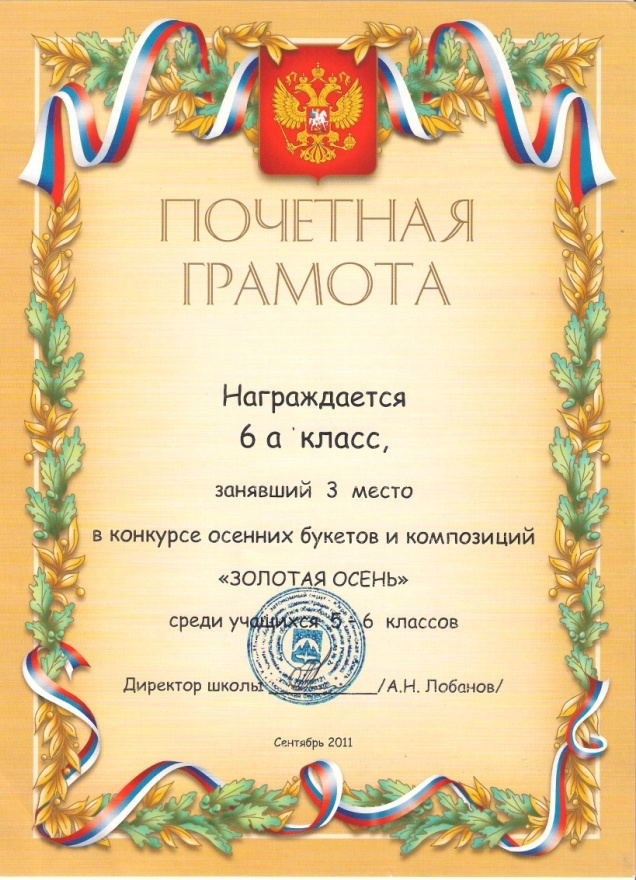 ПОЧЕТНАЯ
ГРАМОТА
Награждается
6 а класс,
занявший 3 место
в конкурсе осенних букетов и композиций
«ЗОЛОТАЯ ОСЕНЬ»
среди учащихся 5 - 6 классов
Директор школы ____________/А.Н. Лобанов/
Сентябрь 2011